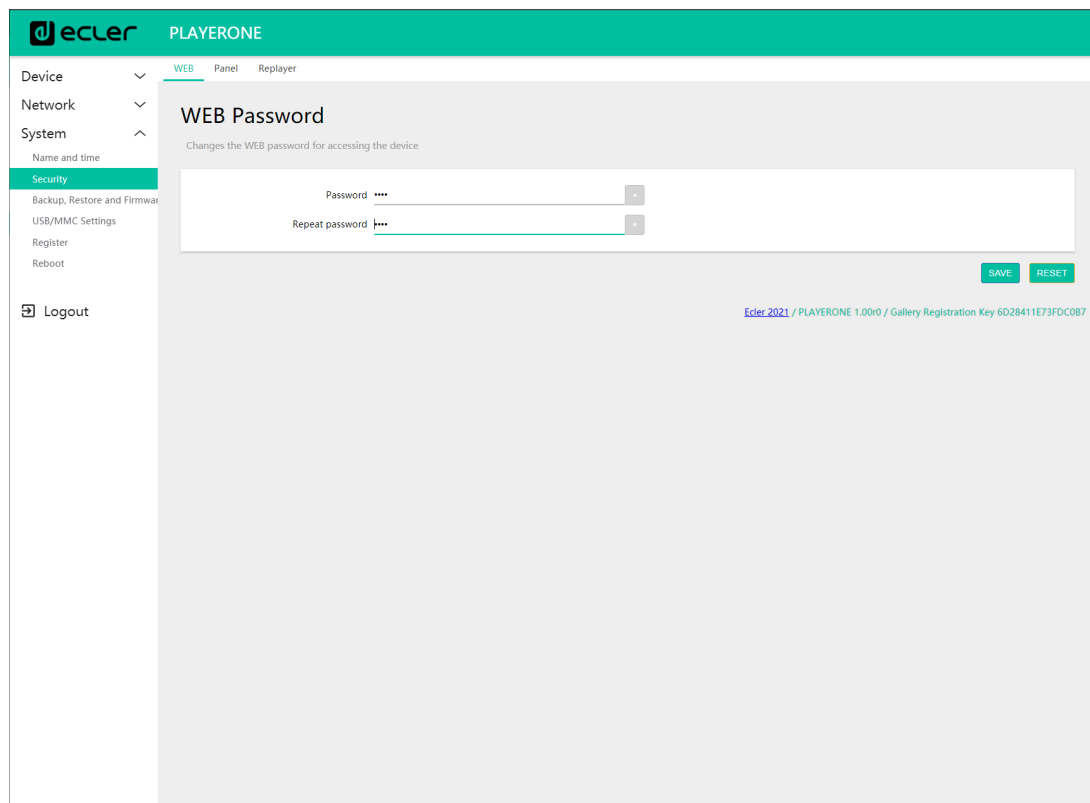 ecler PLAYERONE
Device
Network
System
Name and time
Security
Backup, Restore and Firmwar
USB/MMC Settings
Register
Reboot
Logout
WEB Panel Replayer
WEB Password
Changes the WEB password for accessing the device
Password ••••
Repeat password ••••
SAVE RESET
Ecler 2021 / PLAYERONE 1.00r0 / Gallery Registration Key 6D28411E73FDC0B7